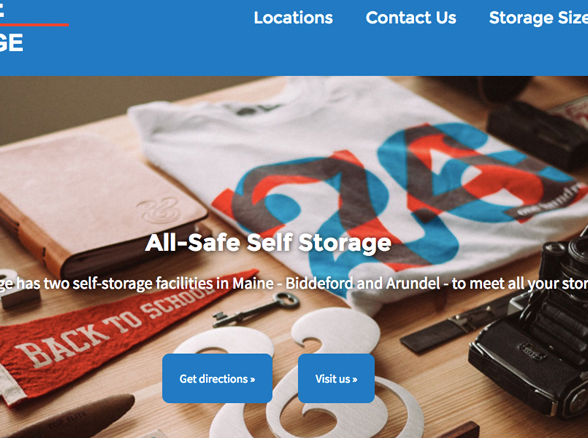 GE
Locations Contact Us Storage Size
All-Safe Self Storage
ge has two self-storage facilities in Maine - Biddeford and Arundel - to meet all your stor
BACK TO SCHOOL
Get directions »
Visit us »